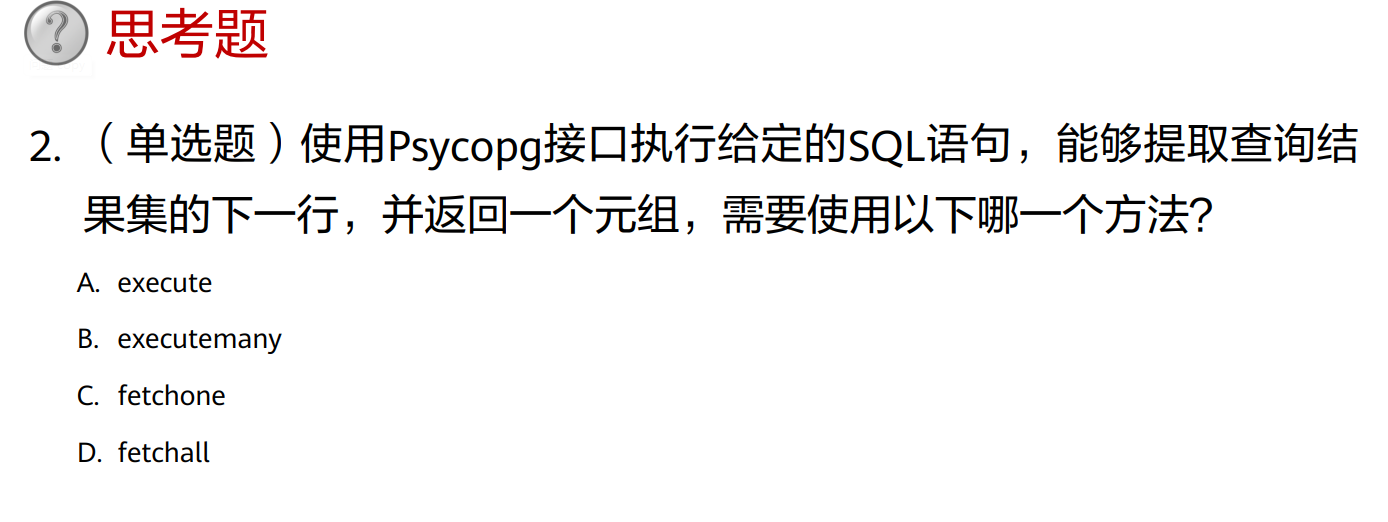 思考题
2. （单选题）使用Psycopg接口执行给定的SQL语句，能够提取查询结
果集的下一行，并返回一个元组，需要使用以下哪一个方法?
A. execute
B. executemany
C. fetchone
D. fetchall